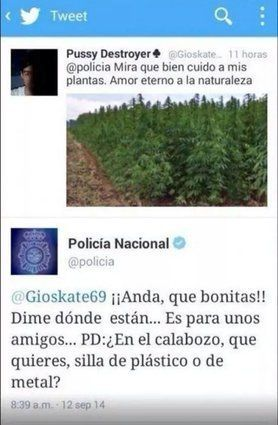 Tweet
Pussy Destroyer♣ @Gioskate... 11 horas
@policia Mira que bien cuido a mis
plantas. Amor eterno a la naturaleza
Policía Nacional
@policia
@Gioskate69 ¡¡Anda, que bonitas!!
Dime dónde están... Es para unos
amigos... PD:¿En el calabozo, que
quieres, silla de plástico o de
metal?
8:39 a.m. · 12 sep 14